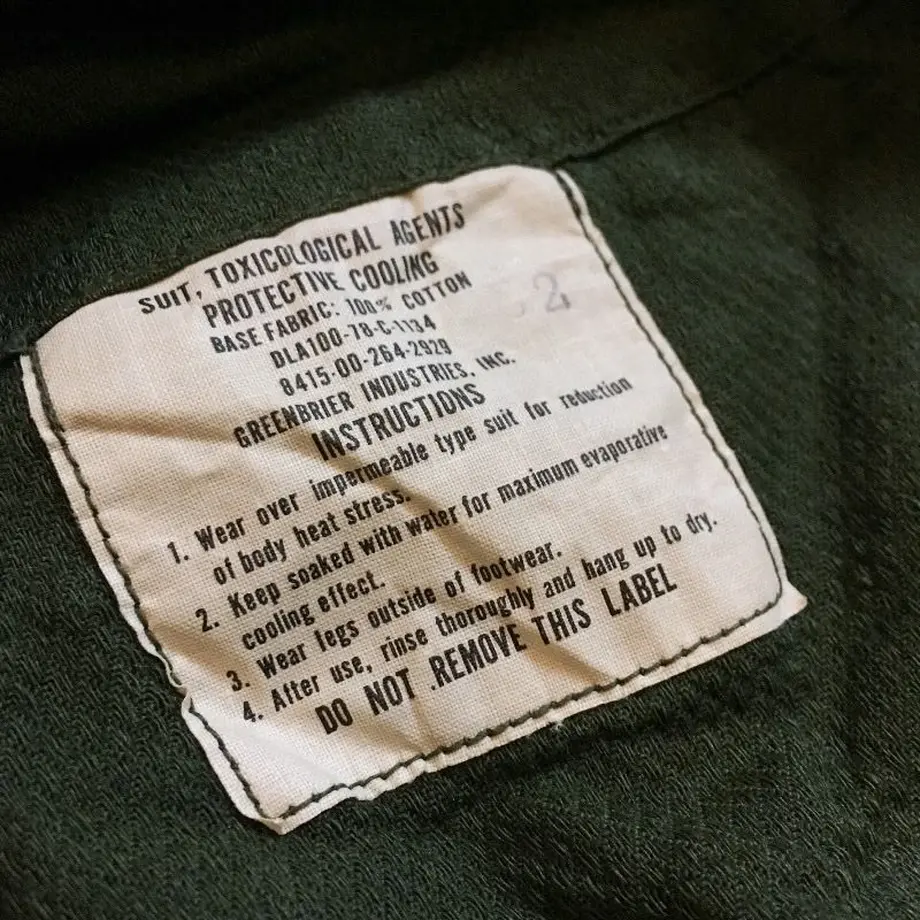 SUIT, TOXICOLOGICAL AGENTS
PROTECTIVE COOLING
BASE FABRIC: 100% COTTON
2
DLA100-78-C-1134
8415-00-264-2929
GREENBRIER INDUSTRIES, INC.
INSTRUCTIONS
1. Wear over impermeable type suit for reduction
of body heat stress.
2. Keep soaked with water for maximum evaporative
cooling effect.
3. Wear legs outside of footwear.
4. After use, rinse thoroughly and hang up to dry.
DO NOT REMOVE THIS LABEL